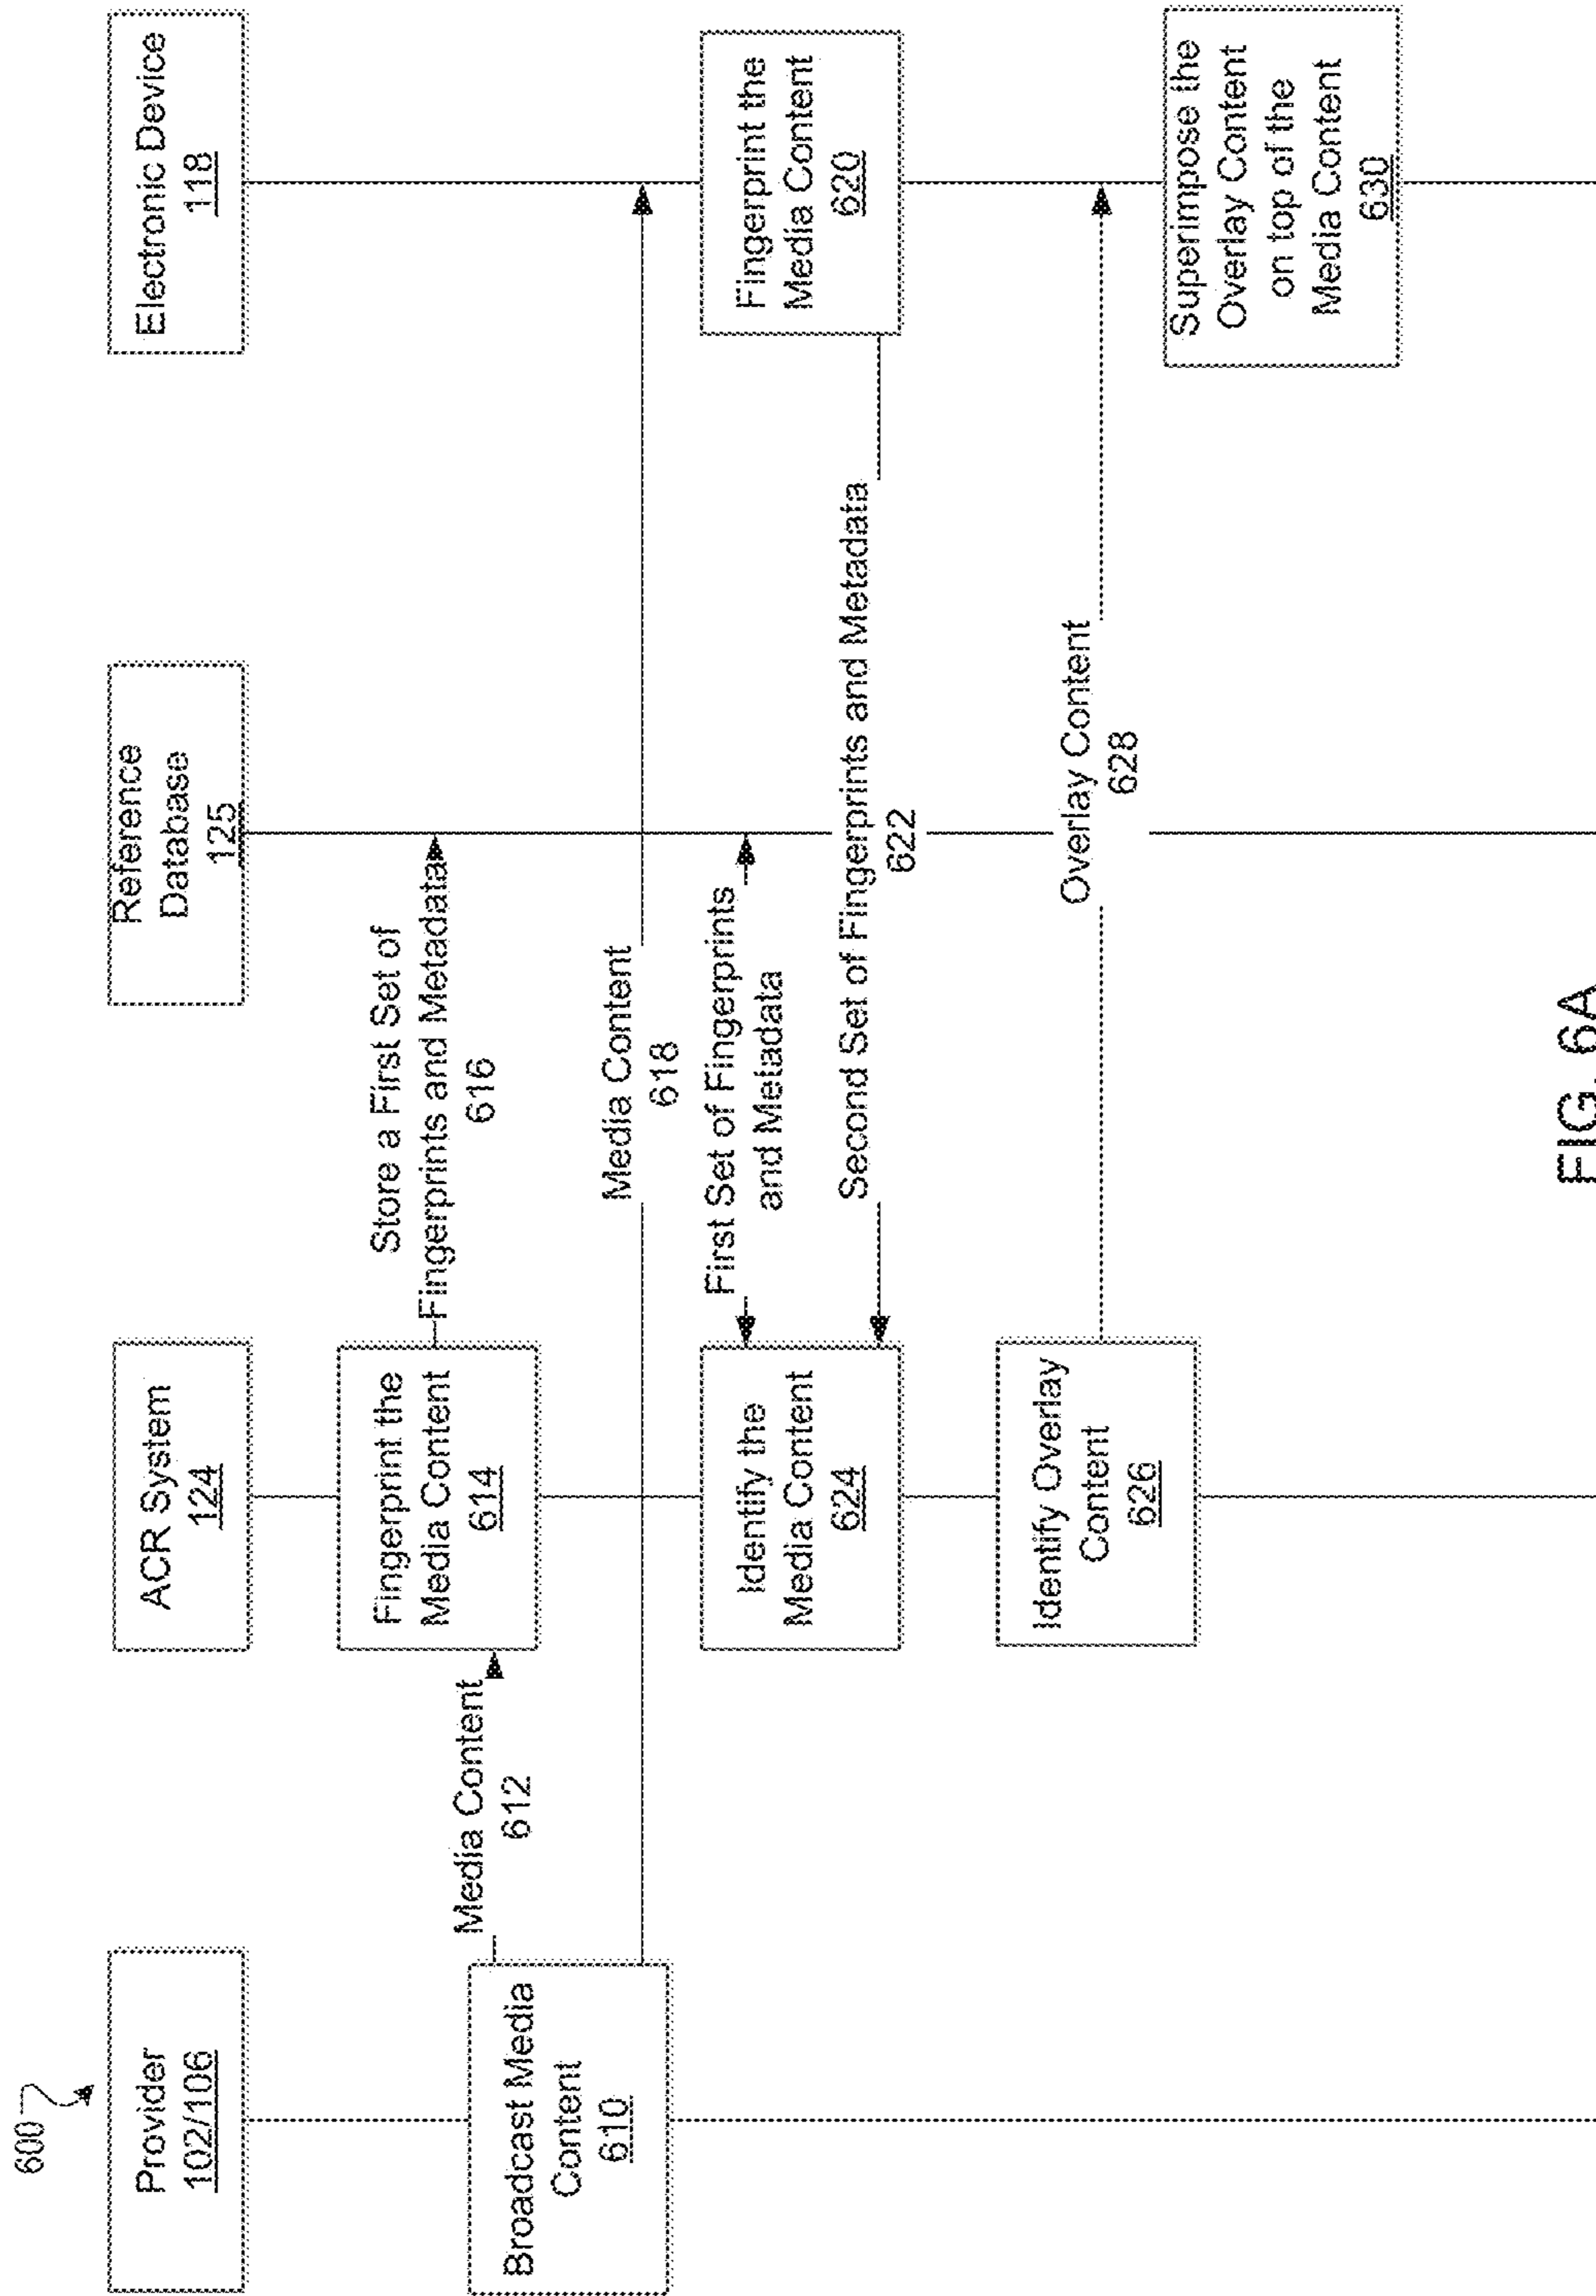 600
Provider
102/106
ACR System
124
Reference
Database
125
Electronic Device
118
Broadcast Media
Content
610
Media Content
612
Fingerprint the
Media Content
614
Store a First Set of
Fingerprints and Metadata
616
Media Content
618
Fingerprint the
Media Content
620
First Set of Fingerprints
and Metadata
Second Set of Fingerprints and Metadata
622
Identify the
Media Content
624
Identify Overlay
Content
626
Overlay Content
628
Superimpose the
Overlay Content
on top of the
Media Content
630
FIG. 6A